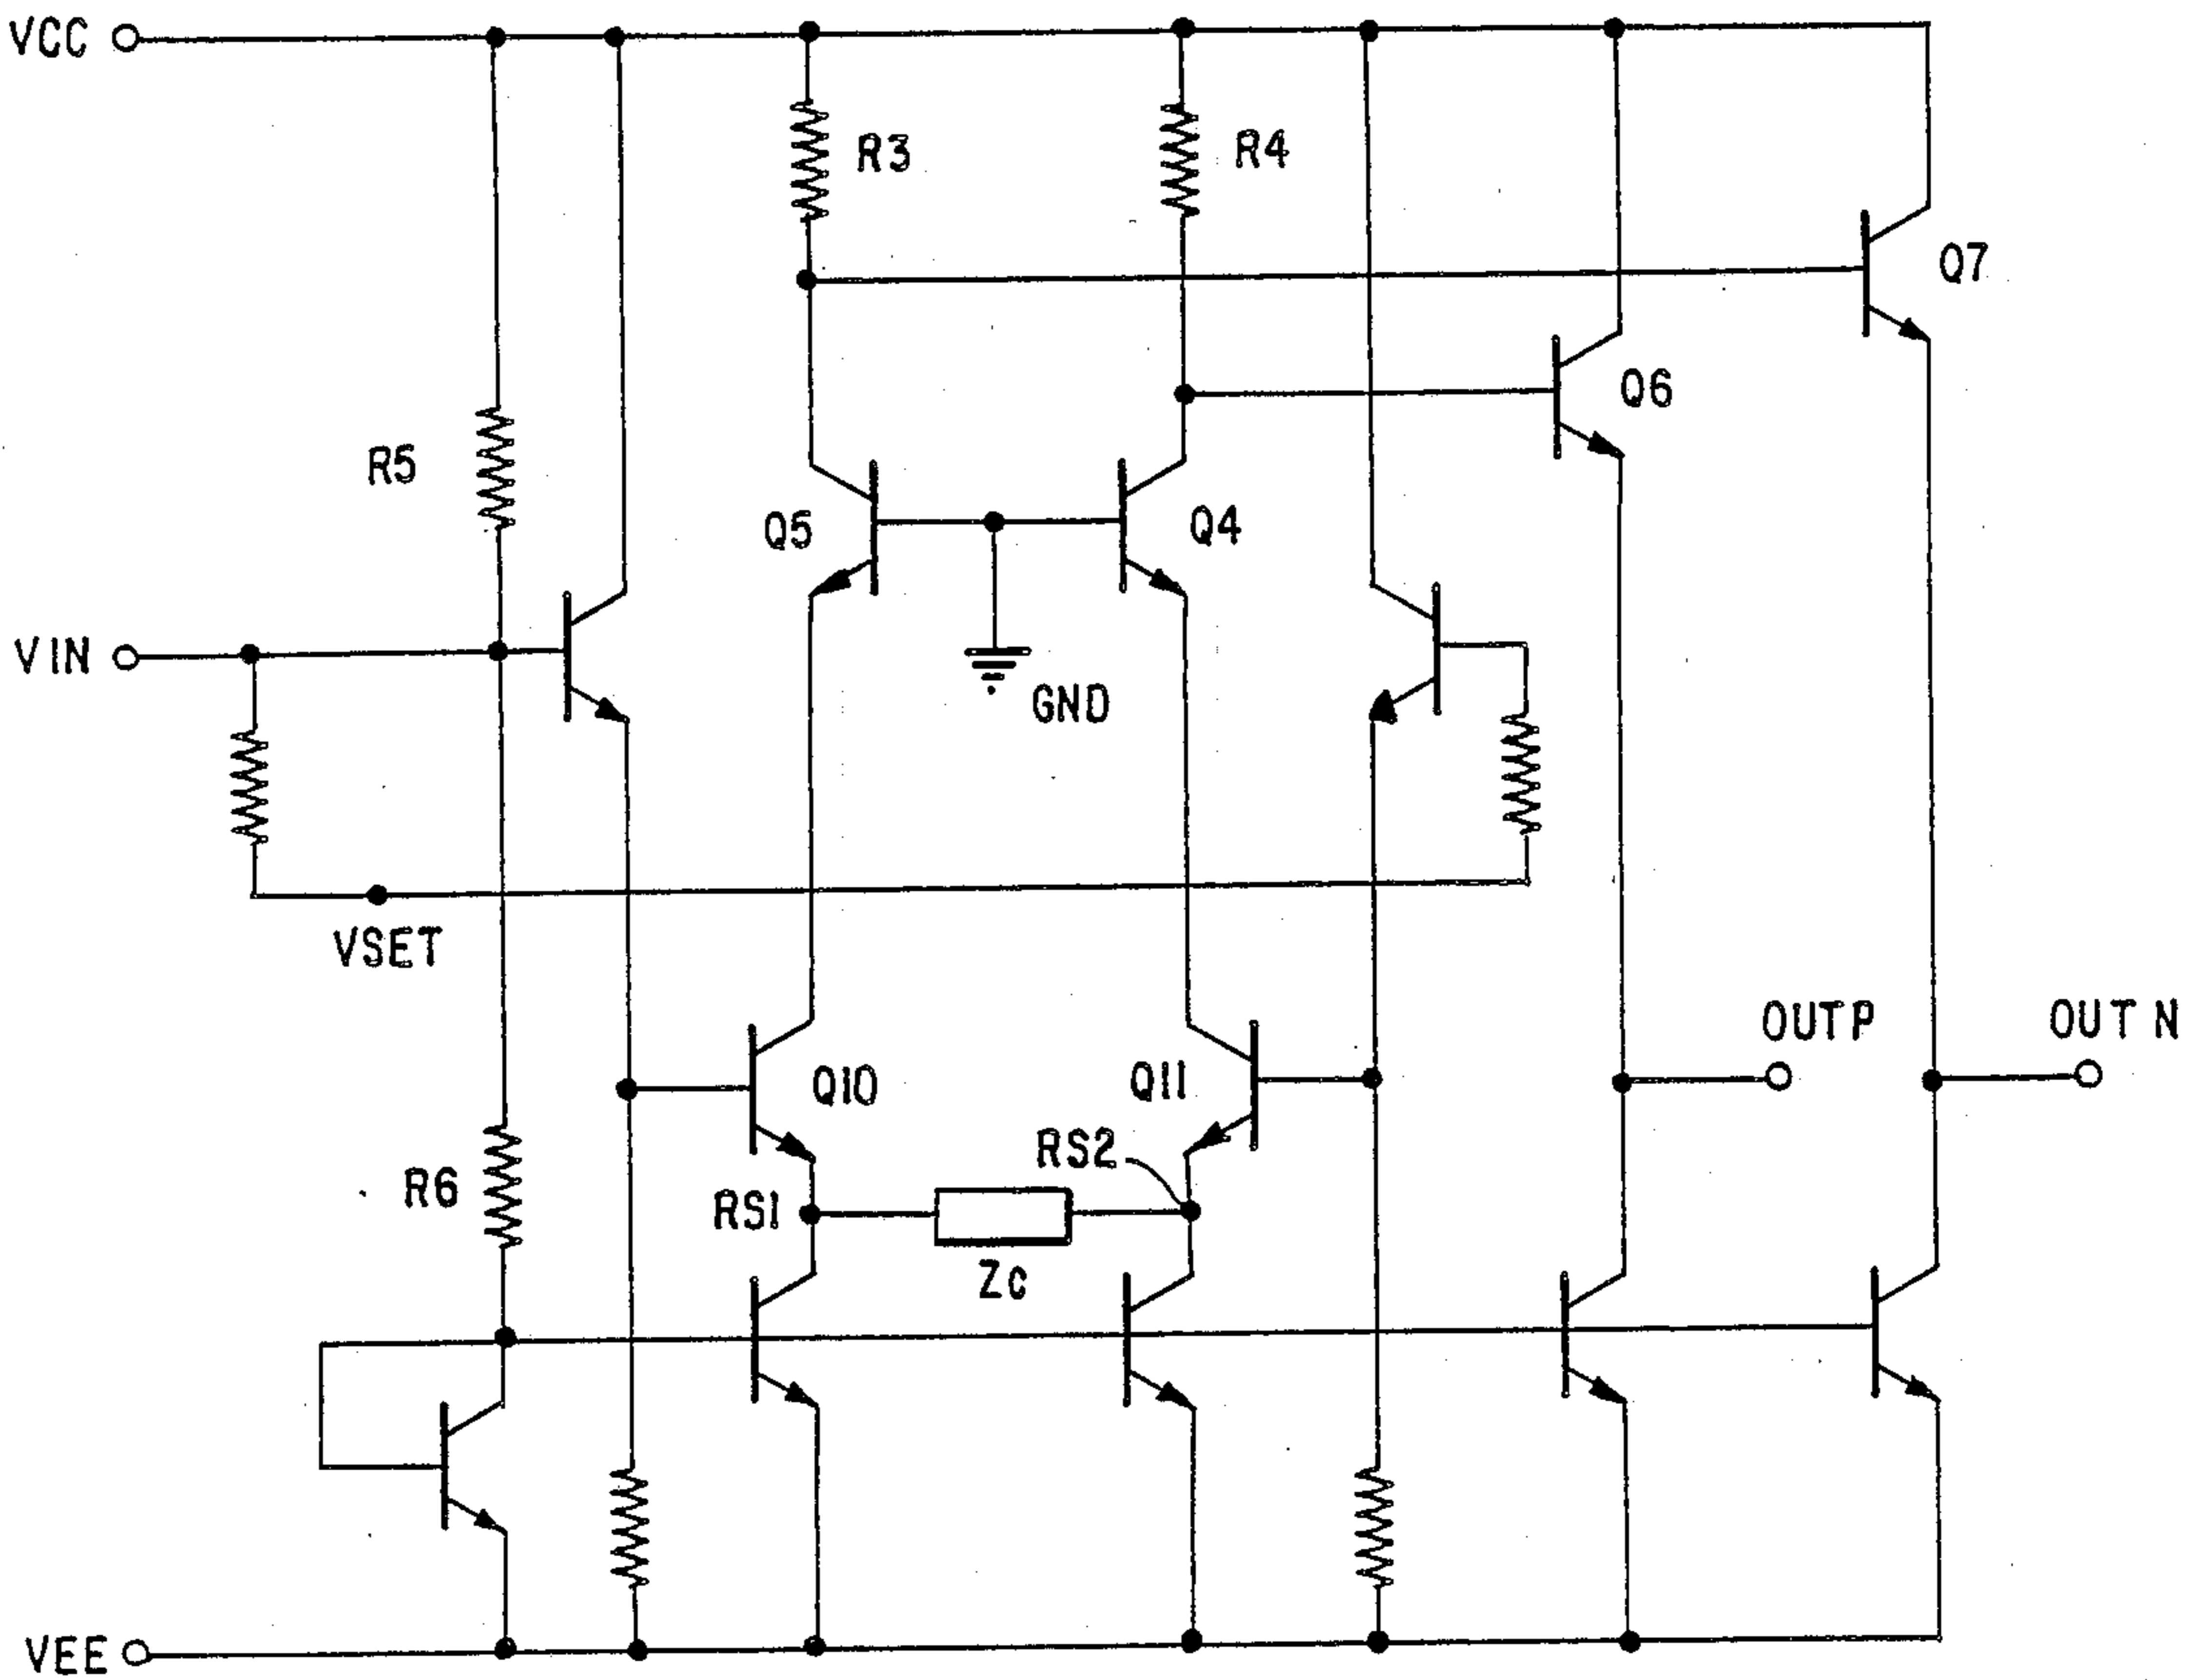 VCC
R3
R4
Q7
Q6
R5
Q5
Q4
VIN
GND
VSET
OUTP
OUT N
Q10
Q11
RS2
R6
RS1
Zc
VEE